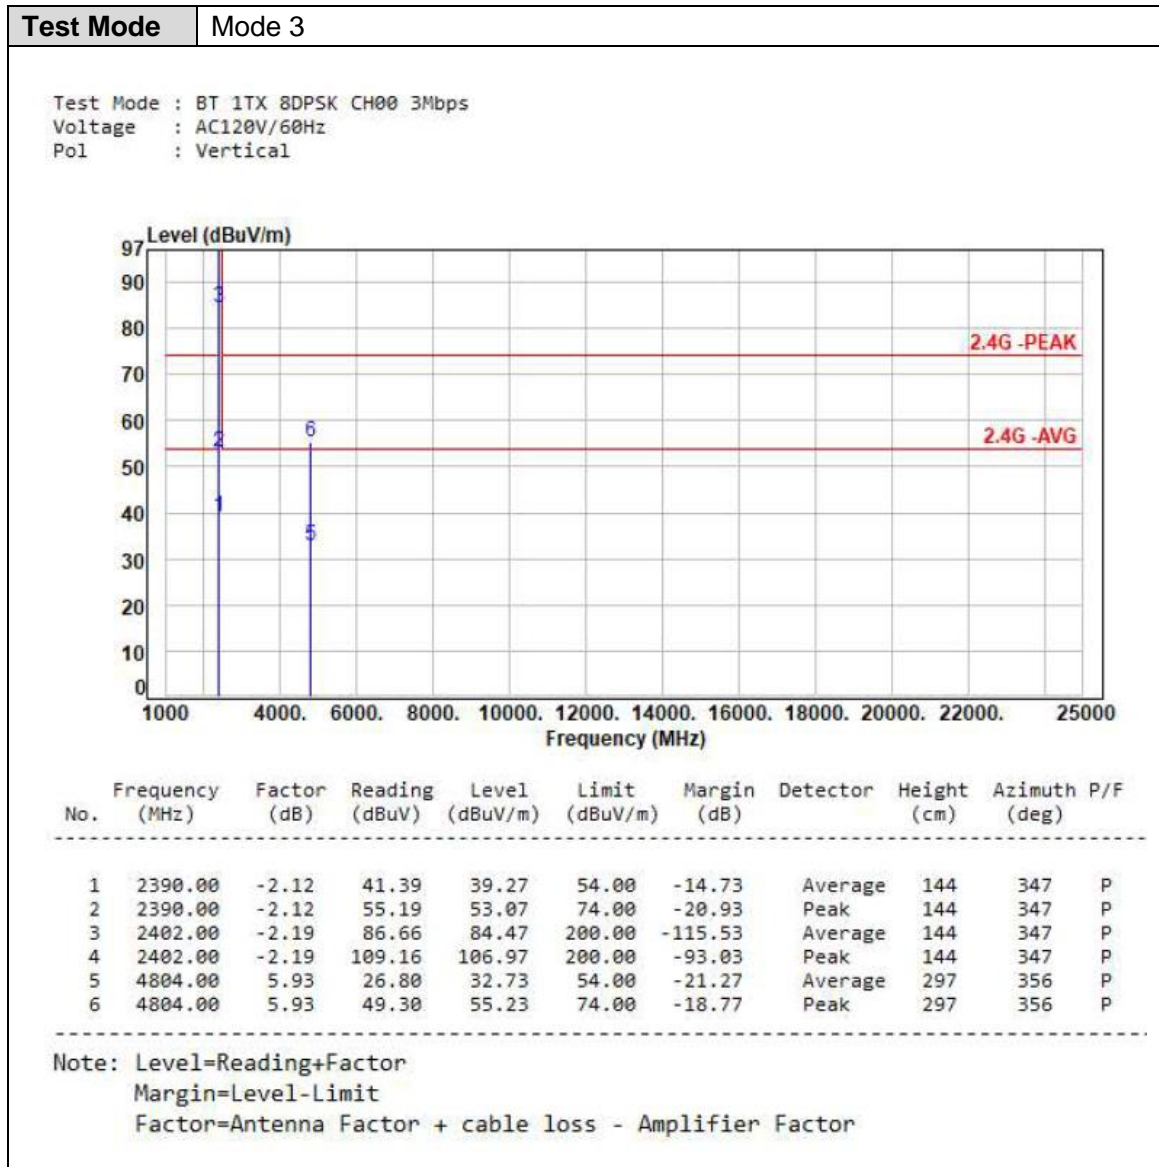 Test Mode Mode 3
Test Mode : BT 1TX 8DPSK CH00 3Mbps
Voltage : AC120V/60Hz
Pol : Vertical
97 Level (dBuV/m)
90
3
80
2.4G -PEAK
70
60
6
2
2.4G -AVG
50
1
40
5
30
20
10
0
1000 4000. 6000. 8000. 10000. 12000. 14000. 16000. 18000. 20000. 22000. 25000
Frequency (MHz)
Frequency Factor Reading Level Limit Margin Detector Height Azimuth P/F
No. (MHz) (dB) (dBuV) (dBuV/m) (dBuV/m) (dB) (cm) (deg)
1 2390.00 -2.12 41.39 39.27 54.00 -14.73 Average 144 347 P
2 2390.00 -2.12 55.19 53.07 74.00 -20.93 Peak 144 347 P
3 2402.00 -2.19 86.66 84.47 200.00 -115.53 Average 144 347 P
4 2402.00 -2.19 109.16 106.97 200.00 -93.03 Peak 144 347 P
5 4804.00 5.93 26.80 32.73 54.00 -21.27 Average 297 356 P
6 4804.00 5.93 49.30 55.23 74.00 -18.77 Peak 297 356 P
Note: Level=Reading+Factor
Margin=Level-Limit
Factor=Antenna Factor + cable loss - Amplifier Factor